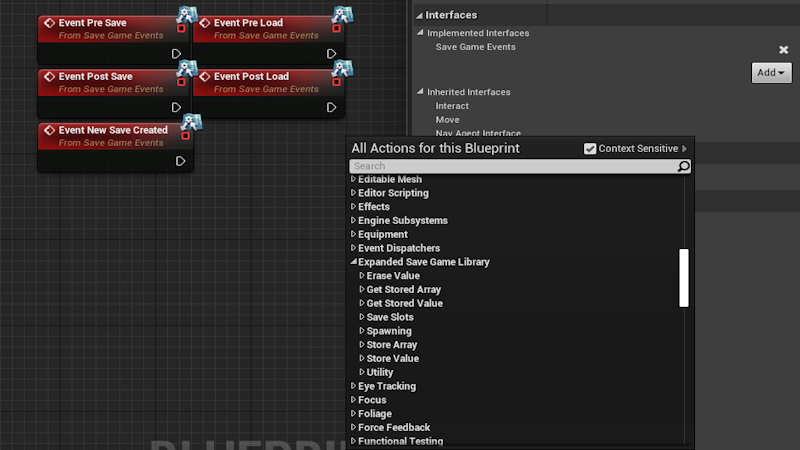 Event Pre Save
From Save Game Events
Event Pre Load
From Save Game Events
Event Post Save
From Save Game Events
Event Post Load
From Save Game Events
Event New Save Created
From Save Game Events
Interfaces
Implemented Interfaces
Save Game Events
Add
Inherited Interfaces
Interact
Move
Nav Agent Interface
All Actions for this Blueprint
Context Sensitive
Search
Editable Mesh
Editor Scripting
Effects
Engine Subsystems
Equipment
Event Dispatchers
Expanded Save Game Library
Erase Value
Get Stored Array
Get Stored Value
Save Slots
Spawning
Store Array
Store Value
Utility
Eye Tracking
Focus
Foliage
Force Feedback
Functional Testing